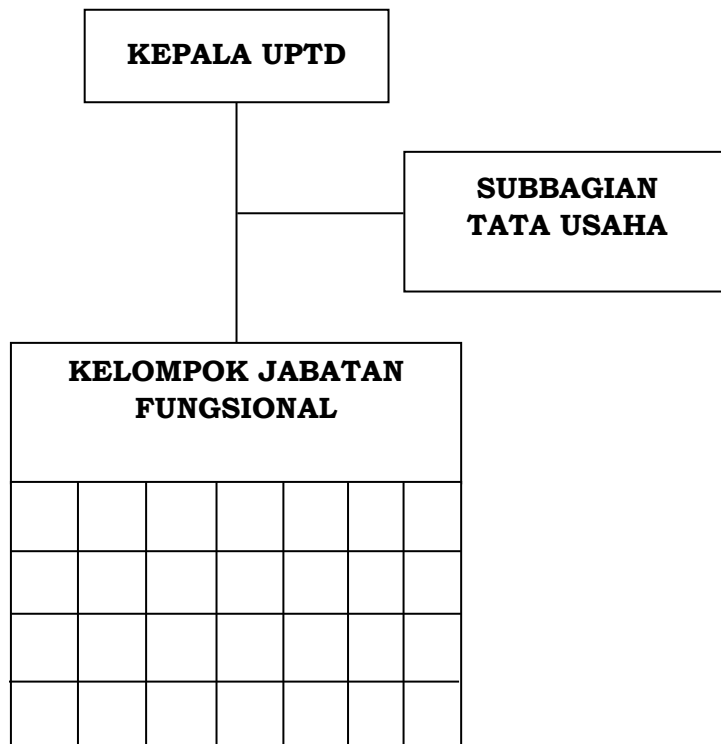 KEPALA UPTD
SUBBAGIAN
TATA USAHA
KELOMPOK JABATAN
FUNGSIONAL